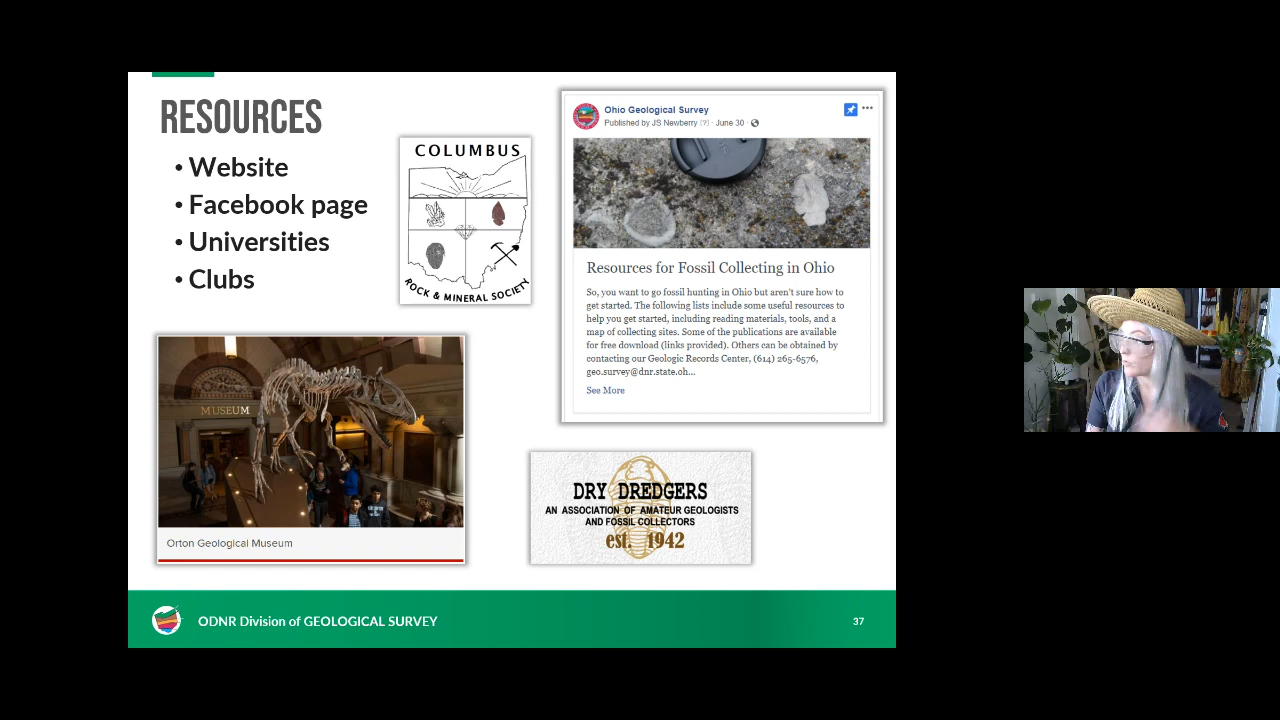 RESOURCES
• Website
• Facebook page
• Universities
• Clubs
COLUMBUS
ROCK & MINERAL SOCIETY
Ohio Geological Survey
Published by JS Newberry [?] · June 30 ·
Resources for Fossil Collecting in Ohio
So, you want to go fossil hunting in Ohio but aren't sure how to
get started. The following lists include some useful resources to
help you get started, including reading materials, tools, and a
map of collecting sites. Some of the publications are available
for free download (links provided). Others can be obtained by
contacting our Geologic Records Center, (614) 265-6576,
geo.survey@dnr.state.oh...
See More
MUSEUM
Orton Geological Museum
DRY DREDGERS
AN ASSOCIATION OF AMATEUR GEOLOGISTS
AND FOSSIL COLLECTORS
est. 1942
ODNR Division of GEOLOGICAL SURVEY
37